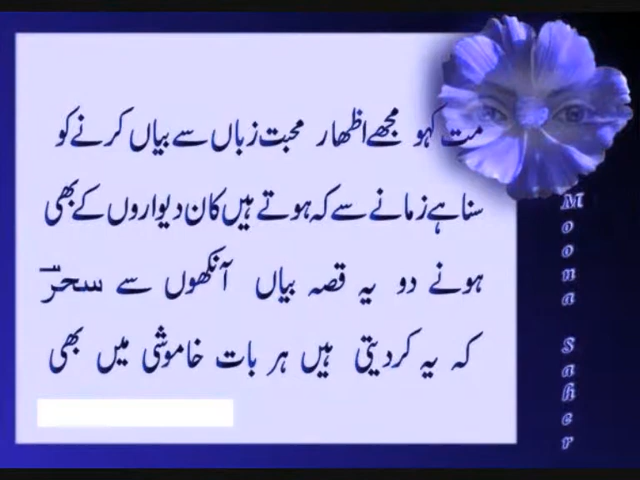 مت کہو مجھے اظہار محبت زباں سے بیاں کرنے کو
سنا ہے زمانے سے کہ ہوتے ہیں کان دیواروں کے بھی
ہونے دو یہ قصہ بیاں آنکھوں سے سحرؔ
کہ یہ کردیتی ہیں ہر بات خاموشی میں بھی
Moona Saher